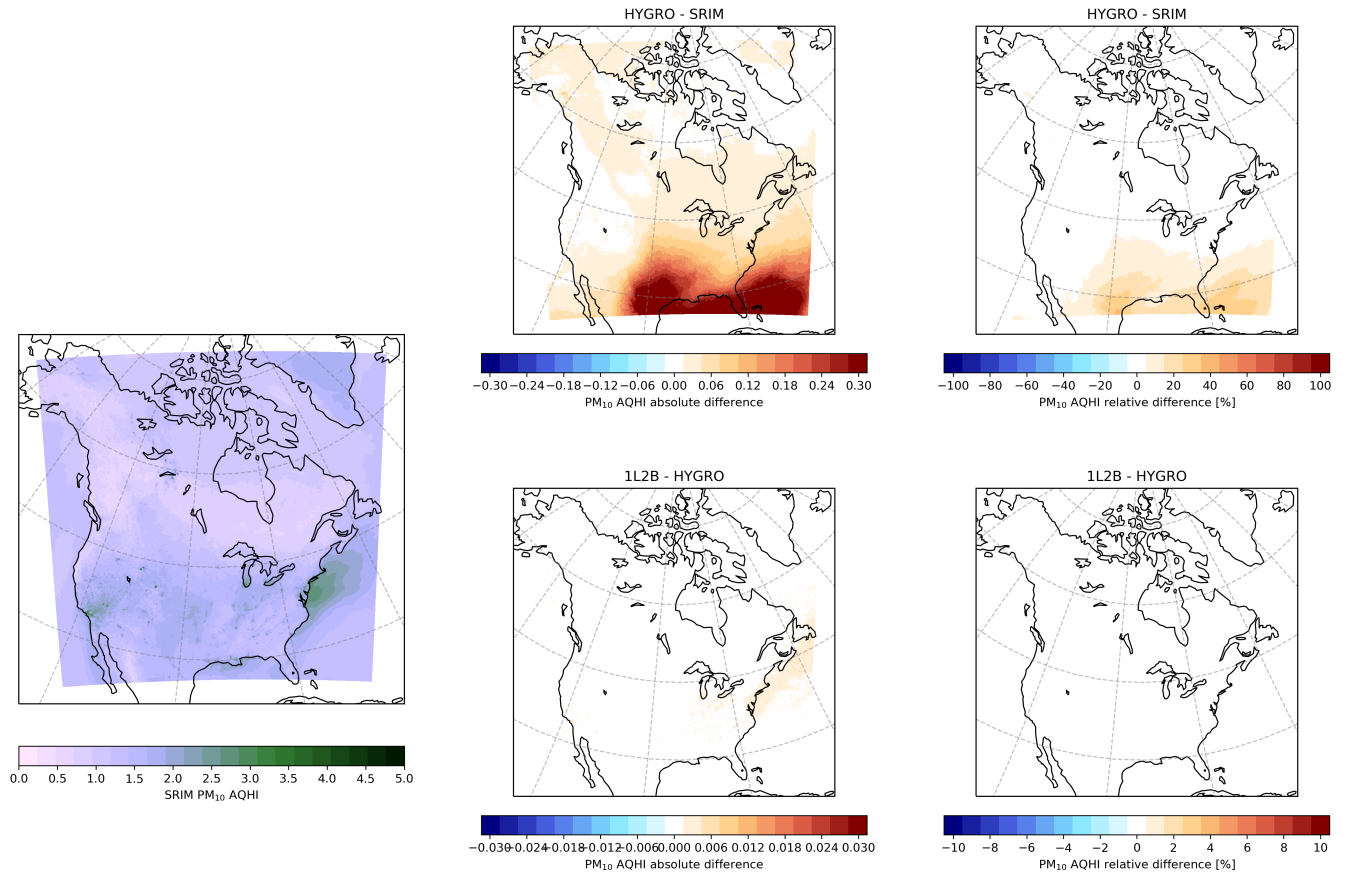 HYGRO - SRIM
HYGRO - SRIM
−0.30 −0.24 −0.18 −0.12 −0.06 0.00 0.06 0.12 0.18 0.24 0.30
PM₁₀ AQHI absolute difference
−100 −80 −60 −40 −20 0 20 40 60 80 100
PM₁₀ AQHI relative difference [%]
1L2B - HYGRO
1L2B - HYGRO
0.0 0.5 1.0 1.5 2.0 2.5 3.0 3.5 4.0 4.5 5.0
SRIM PM₁₀ AQHI
−0.030 −0.024 −0.018 −0.012 −0.006 0.000 0.006 0.012 0.018 0.024 0.030
PM₁₀ AQHI absolute difference
−10 −8 −6 −4 −2 0 2 4 6 8 10
PM₁₀ AQHI relative difference [%]